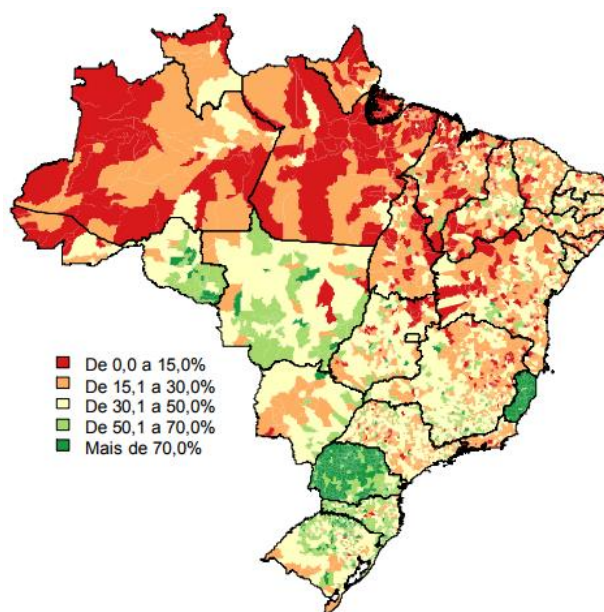 De 0,0 a 15,0%
De 15,1 a 30,0%
De 30,1 a 50,0%
De 50,1 a 70,0%
Mais de 70,0%